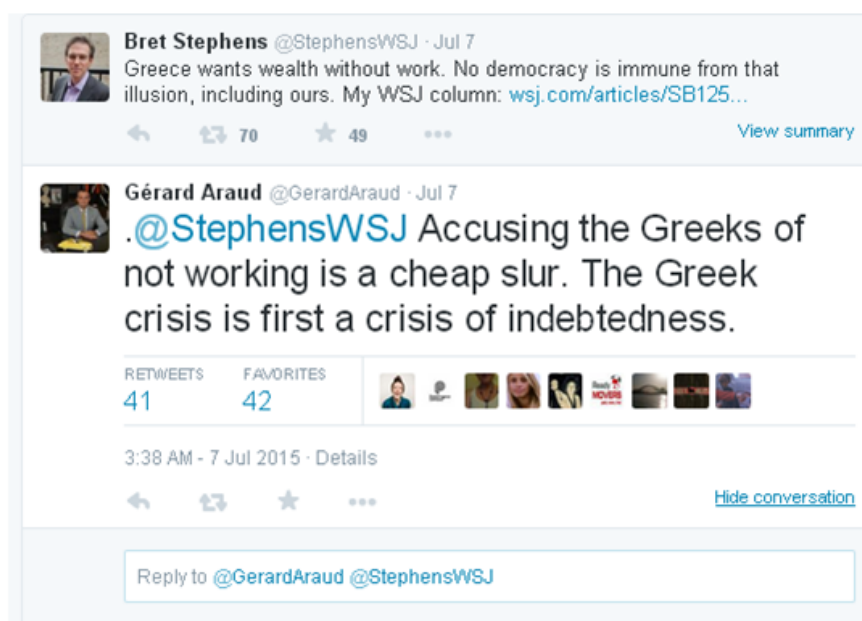 Bret Stephens @StephensWSJ · Jul 7
Greece wants wealth without work. No democracy is immune from that
illusion, including ours. My WSJ column: wsj.com/articles/SB125...
70 49 View summary
Gérard Araud @GerardAraud · Jul 7
.@StephensWSJ Accusing the Greeks of
not working is a cheap slur. The Greek
crisis is first a crisis of indebtedness.
RETWEETS FAVORITES
41 42
3:38 AM - 7 Jul 2015 · Details
Hide conversation
Reply to @GerardAraud @StephensWSJ